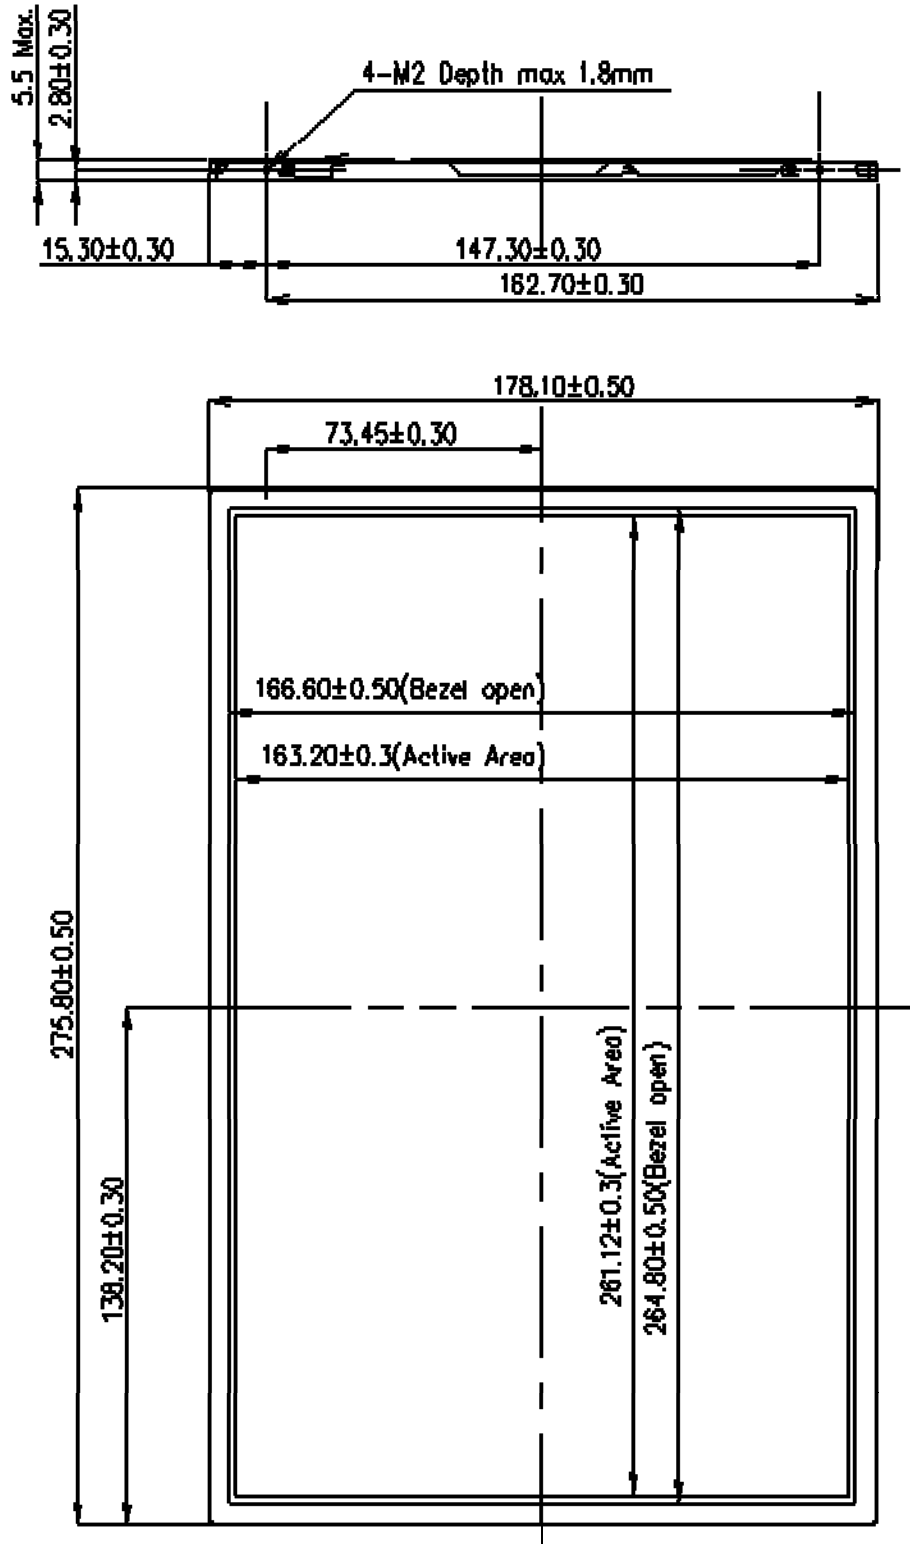 5.5 Max.
2.80±0.30
4-M2 Depth max 1.8mm
15.30±0.30
147.30±0.30
162.70±0.30
178.10±0.50
73.45±0.30
166.60±0.50(Bezel open)
163.20±0.3(Active Area)
275.80±0.50
138.20±0.30
261.12±0.3(Active Area)
264.80±0.50(Bezel open)